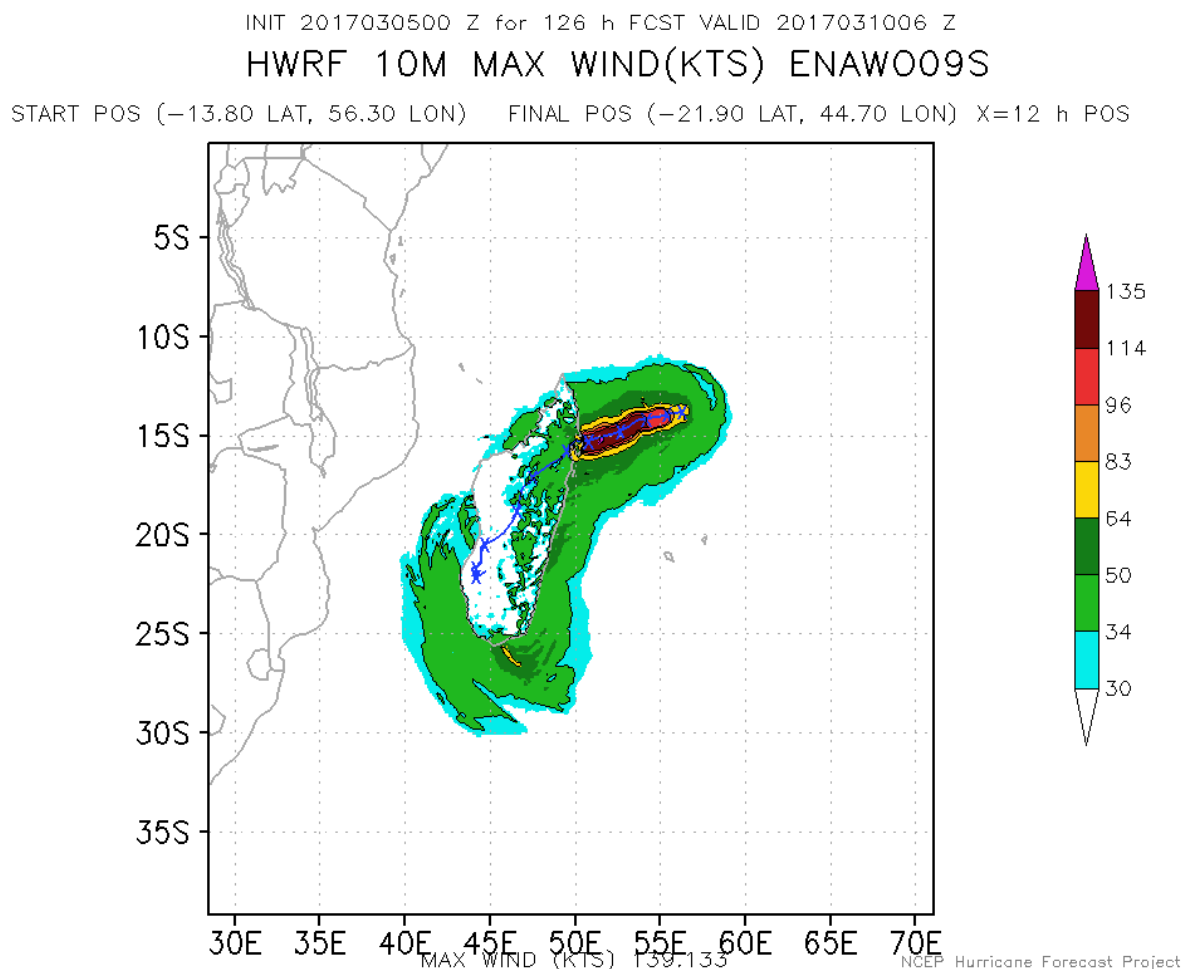 INIT 2017030500 Z for 126 h FCST VALID 2017031006 Z
HWRF 10M MAX WIND(KTS) ENAWO09S
START POS (−13.80 LAT, 56.30 LON) FINAL POS (−21.90 LAT, 44.70 LON) X=12 h POS
5S
10S
15S
20S
25S
30S
35S
135
114
96
83
64
50
34
30
30E 35E 40E 45E 50E 55E 60E 65E 70E
MAX WIND (KTS) 139.133
NCEP Hurricane Forecast Project